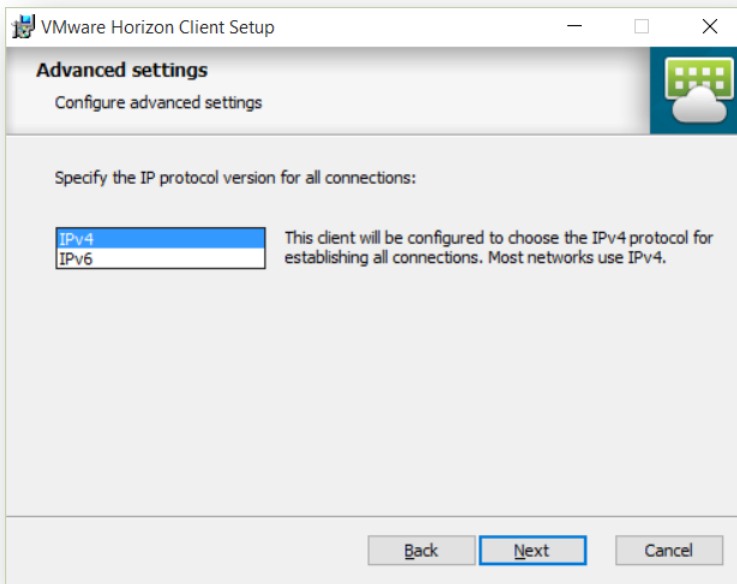 VMware Horizon Client Setup
Advanced settings
Configure advanced settings
Specify the IP protocol version for all connections:
IPv4
IPv6
This client will be configured to choose the IPv4 protocol for
establishing all connections. Most networks use IPv4.
Back
Next
Cancel